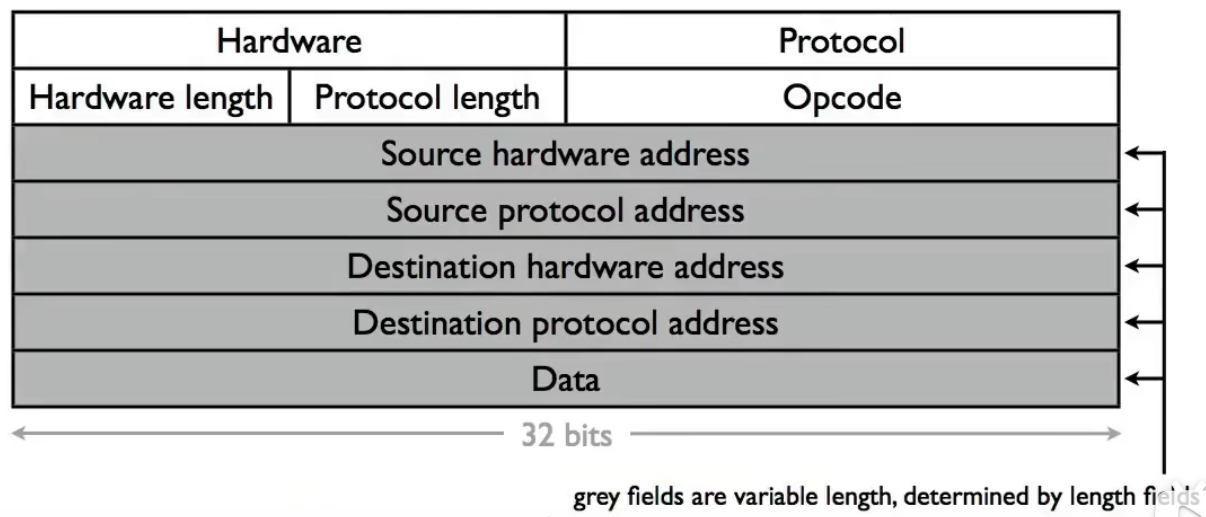 Hardware Protocol
Hardware length Protocol length Opcode
Source hardware address
Source protocol address
Destination hardware address
Destination protocol address
Data
32 bits
grey fields are variable length, determined by length fields